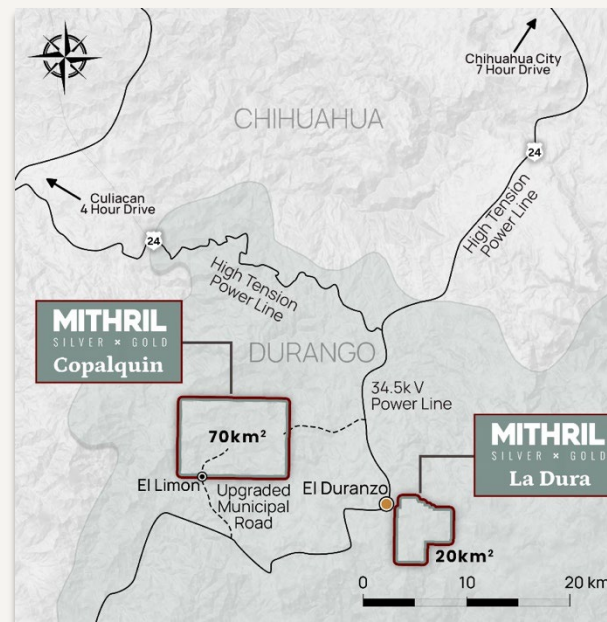 Chihuahua City
7 Hour Drive
CHIHUAHUA
24
Culiacan
4 Hour Drive
24
High Tension
Power Line
High Tension
Power Line
MITHRIL
SILVER × GOLD
Copalquin
DURANGO
34.5k V
Power Line
70km²
MITHRIL
SILVER × GOLD
La Dura
El Limon
Upgraded
Municipal
Road
El Duranzo
20km²
0 10 20 km